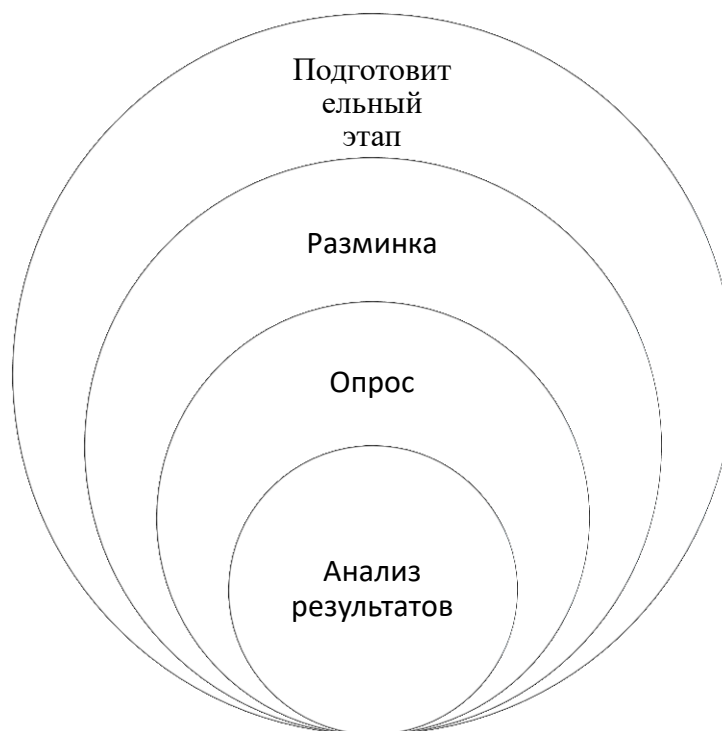 Подготовит
ельный
этап
Разминка
Опрос
Анализ
результатов